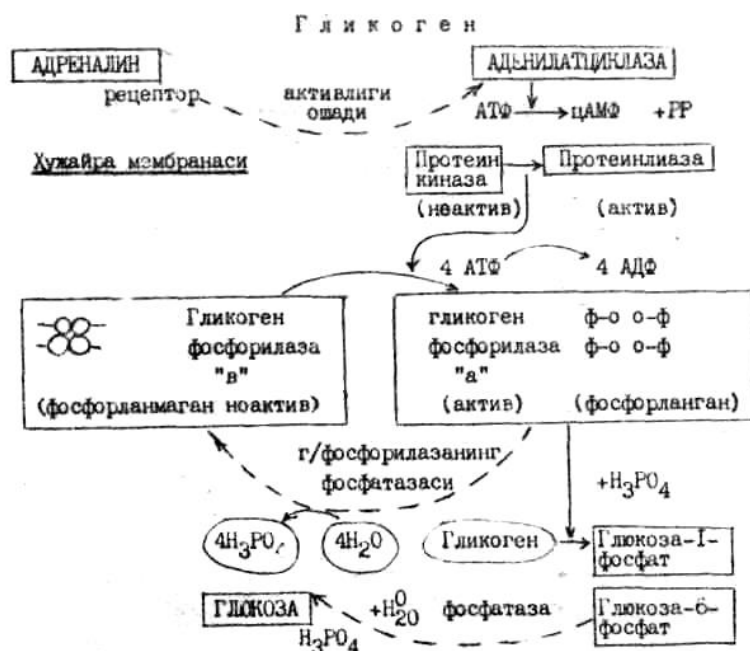 Гликоген
АДРЕНАЛИН
рецептор
активлиги
ошади
АДЕНИЛАТЦИКЛАЗА
АТФ цАМФ +РР
Хужайра мэмбранаси
Протеин
киназа
Протеинлиаза
(неактив) (актив)
4 АТФ 4 АДФ
Гликоген
фосфорилаза
"в"
(фосфорланмаган ноактив)
гликоген ф-о о-ф
фосфорилаза ф-о о-ф
"а"
(актив) (фосфорланган)
г/фосфорилазанинг
фосфатазаси
+H3PO4
4H3PO4
4H2O
Гликоген
Глюкоза-I-
фосфат
ГЛЮКОЗА
+H2O O фосфатаза
Глюкоза-6-
фосфат
H3PO4